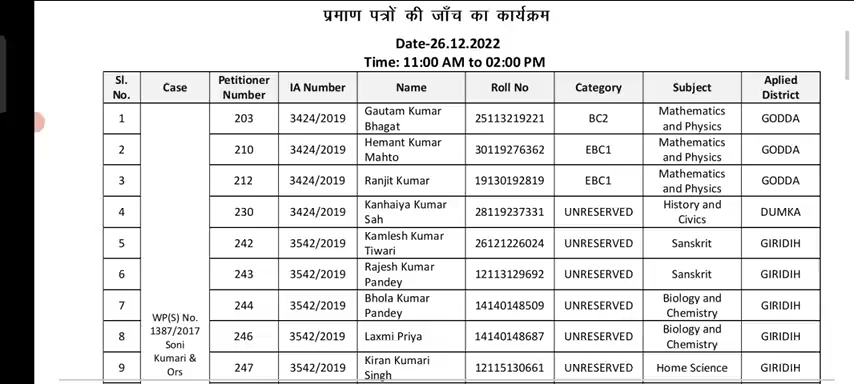 प्रमाण पत्रों की जाँच का कार्यक्रम
Date-26.12.2022
Time: 11:00 AM to 02:00 PM
Sl. No. Case Petitioner Number IA Number Name Roll No Category Subject Aplied District
1 203 3424/2019 Gautam Kumar Bhagat 25113219221 BC2 Mathematics and Physics GODDA
2 210 3424/2019 Hemant Kumar Mahto 30119276362 EBC1 Mathematics and Physics GODDA
3 212 3424/2019 Ranjit Kumar 19130192819 EBC1 Mathematics and Physics GODDA
4 230 3424/2019 Kanhaiya Kumar Sah 28119237331 UNRESERVED History and Civics DUMKA
5 242 3542/2019 Kamlesh Kumar Tiwari 26121226024 UNRESERVED Sanskrit GIRIDIH
6 243 3542/2019 Rajesh Kumar Pandey 12113129692 UNRESERVED Sanskrit GIRIDIH
7 244 3542/2019 Bhola Kumar Pandey 14140148509 UNRESERVED Biology and Chemistry GIRIDIH
8 246 3542/2019 Laxmi Priya 14140148687 UNRESERVED Biology and Chemistry GIRIDIH
9 247 3542/2019 Kiran Kumari Singh 12115130661 UNRESERVED Home Science GIRIDIH
WP(S) No.
1387/2017
Soni
Kumari &
Ors